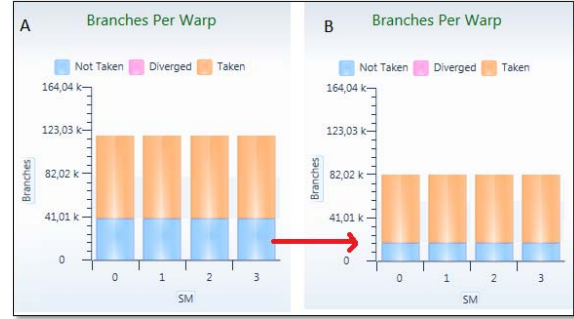 A
Branches Per Warp
Not Taken Diverged Taken
164,04 k
123,03 k
82,02 k
41,01 k
0
Branches
0 1 2 3
SM
B
Branches Per Warp
Not Taken Diverged Taken
164,04 k
123,03 k
82,02 k
41,01 k
0
Branches
0 1 2 3
SM